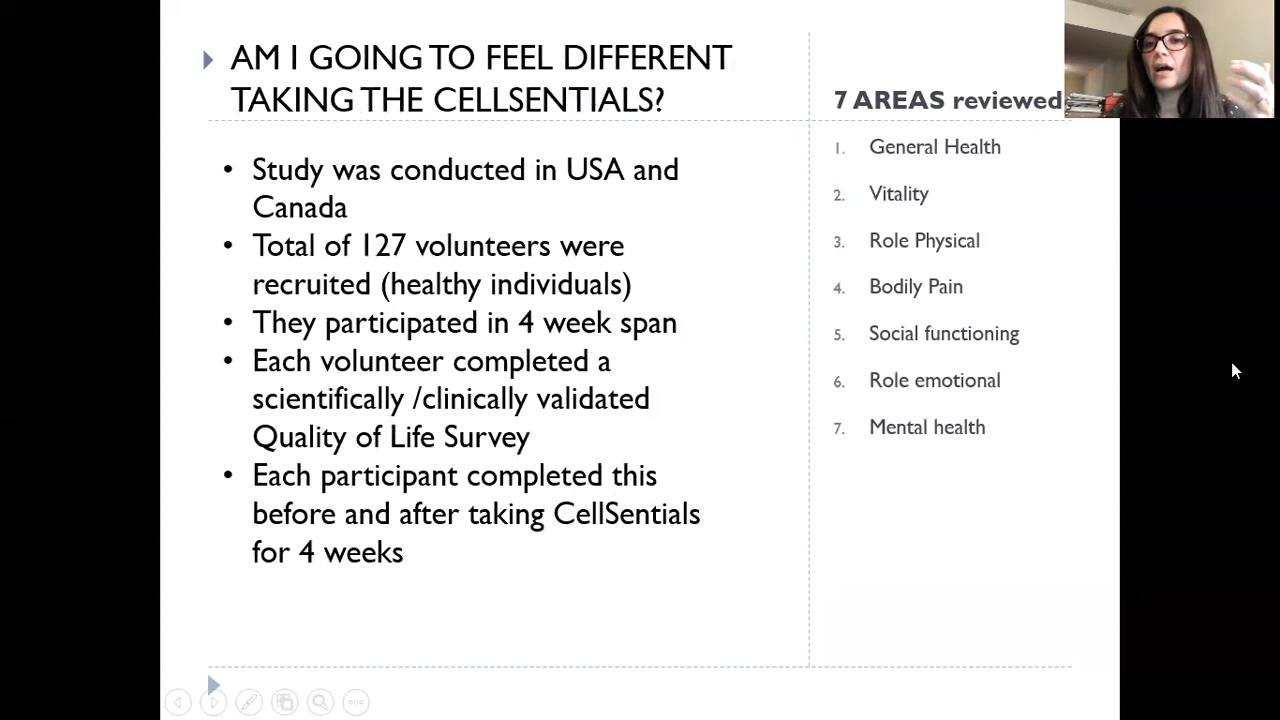 AM I GOING TO FEEL DIFFERENT
TAKING THE CELLSENTIALS?
• Study was conducted in USA and
Canada
• Total of 127 volunteers were
recruited (healthy individuals)
• They participated in 4 week span
• Each volunteer completed a
scientifically /clinically validated
Quality of Life Survey
• Each participant completed this
before and after taking CellSentials
for 4 weeks
7 AREAS reviewed
1. General Health
2. Vitality
3. Role Physical
4. Bodily Pain
5. Social functioning
6. Role emotional
7. Mental health